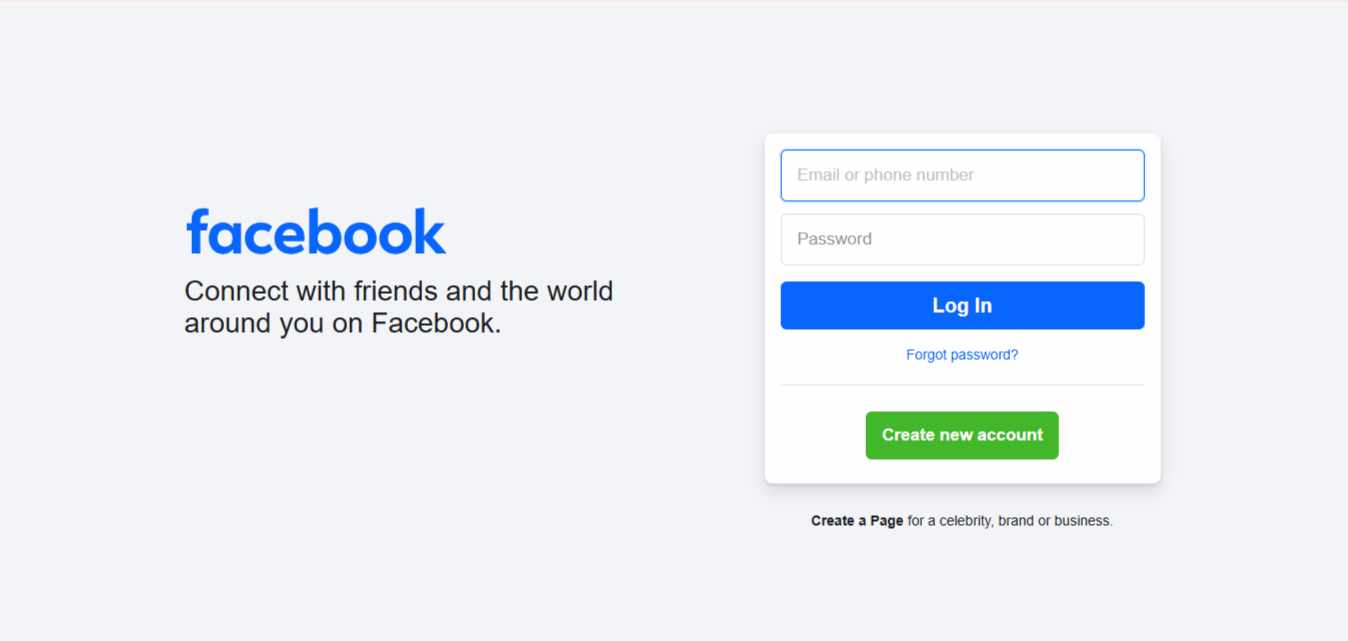 facebook
Connect with friends and the world
around you on Facebook.
Email or phone number
Password
Log In
Forgot password?
Create new account
Create a Page for a celebrity, brand or business.